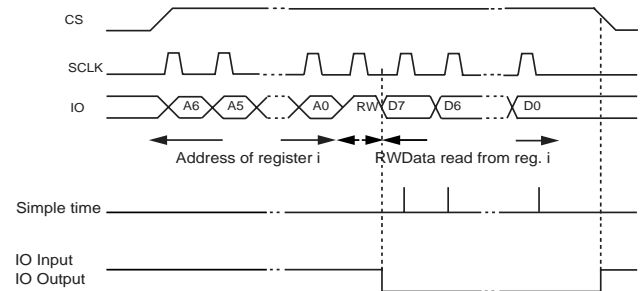 CS
SCLK
IO A6 A5 A0 RW D7 D6 D0
Address of register i RWData read from reg. i
Simple time
IO Input
IO Output